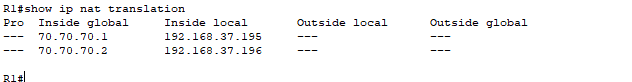 R1#show ip nat translation
Pro  Inside global     Inside local       Outside local      Outside global
---  70.70.70.1        192.168.37.195     ---                ---
---  70.70.70.2        192.168.37.196     ---                ---
R1#